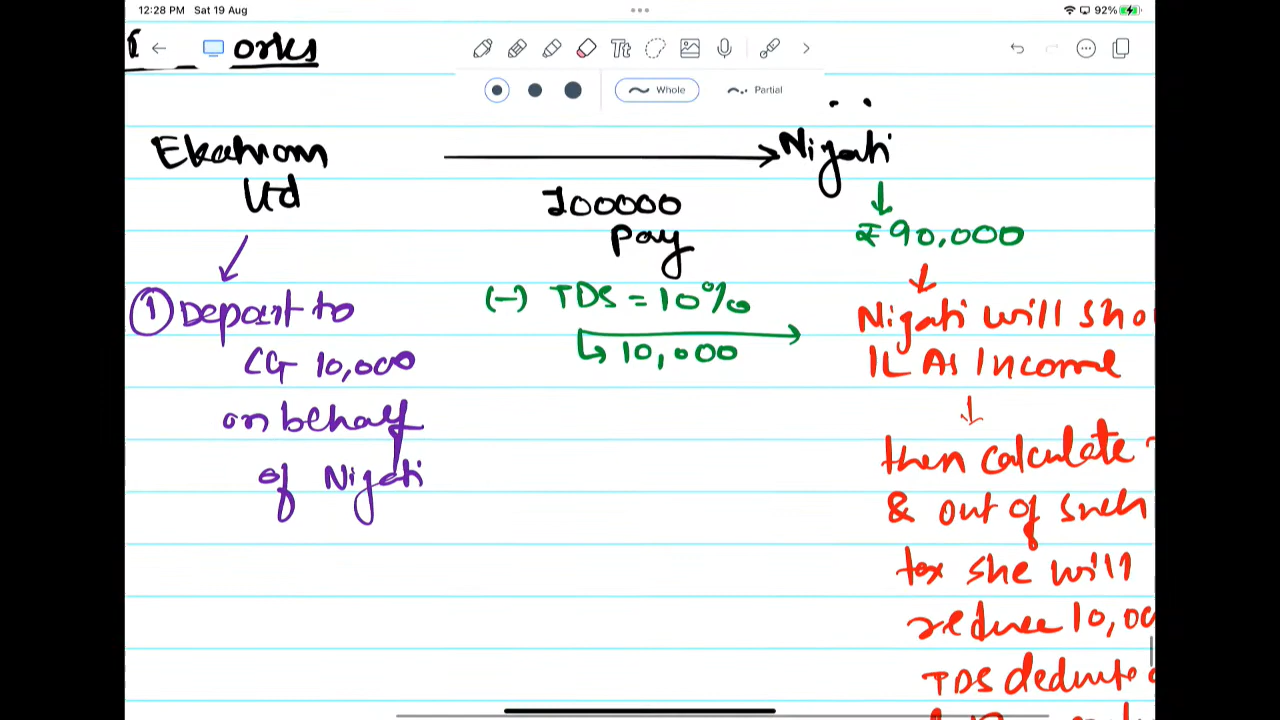 12:28 PM Sat 19 Aug
92%
orks
Tt
Whole
Partial
Ekatvam
Ltd
Nigati
100000
Pay
₹90,000
(-) TDS = 10%
10,000
① Deposit to
CG 10,000
on behalf
of Nigati
Nigati will sho
1L As Income
then calculate
& out of such
tax she will
reduce 10,00
TDS deducte